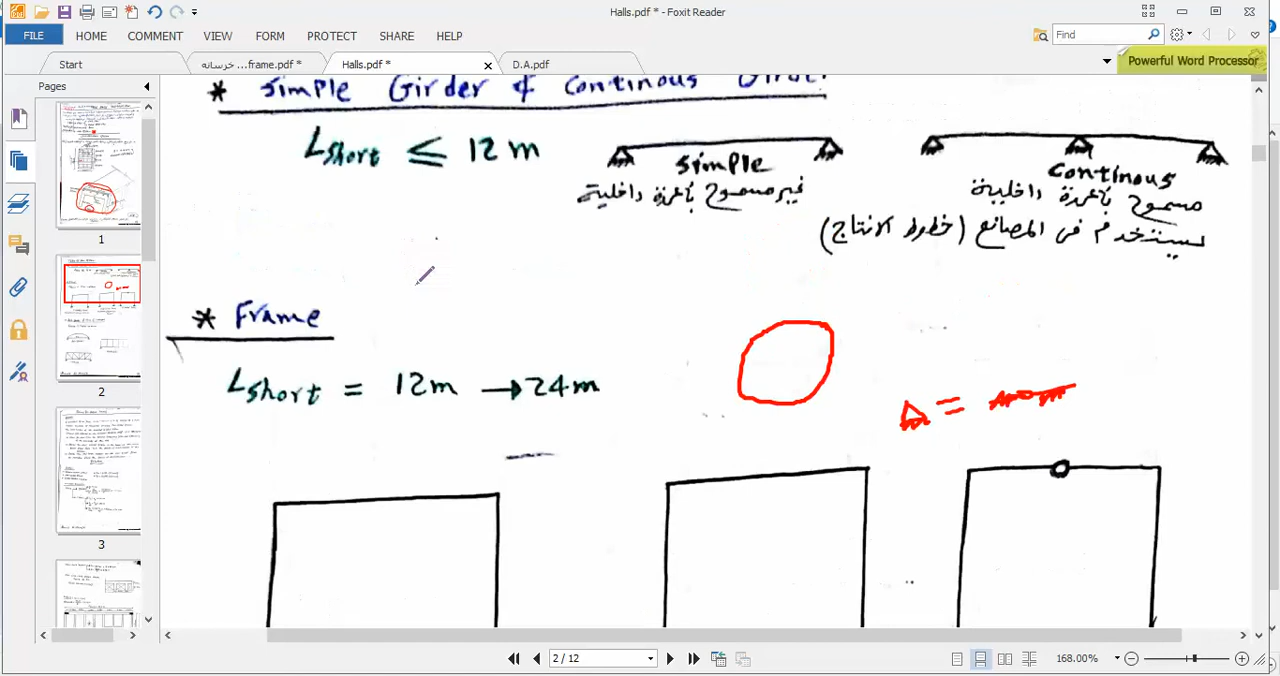 Halls.pdf * - Foxit Reader
FILE HOME COMMENT VIEW FORM PROTECT SHARE HELP
Find
Start
خرسانه ...frame.pdf *
Halls.pdf *
D.A.pdf
Powerful Word Processor
Pages
1
2
3
* Simple Girder & Continous
Lshort ≤ 12 m
Simple
غير مسموح بأعمدة داخلية
Continous
مسموح بأعمدة داخلية
يستخدم فى المصانع (خطوط الانتاج)
* Frame
Lshort = 12m → 24m
Δ =
2 / 12
168.00%